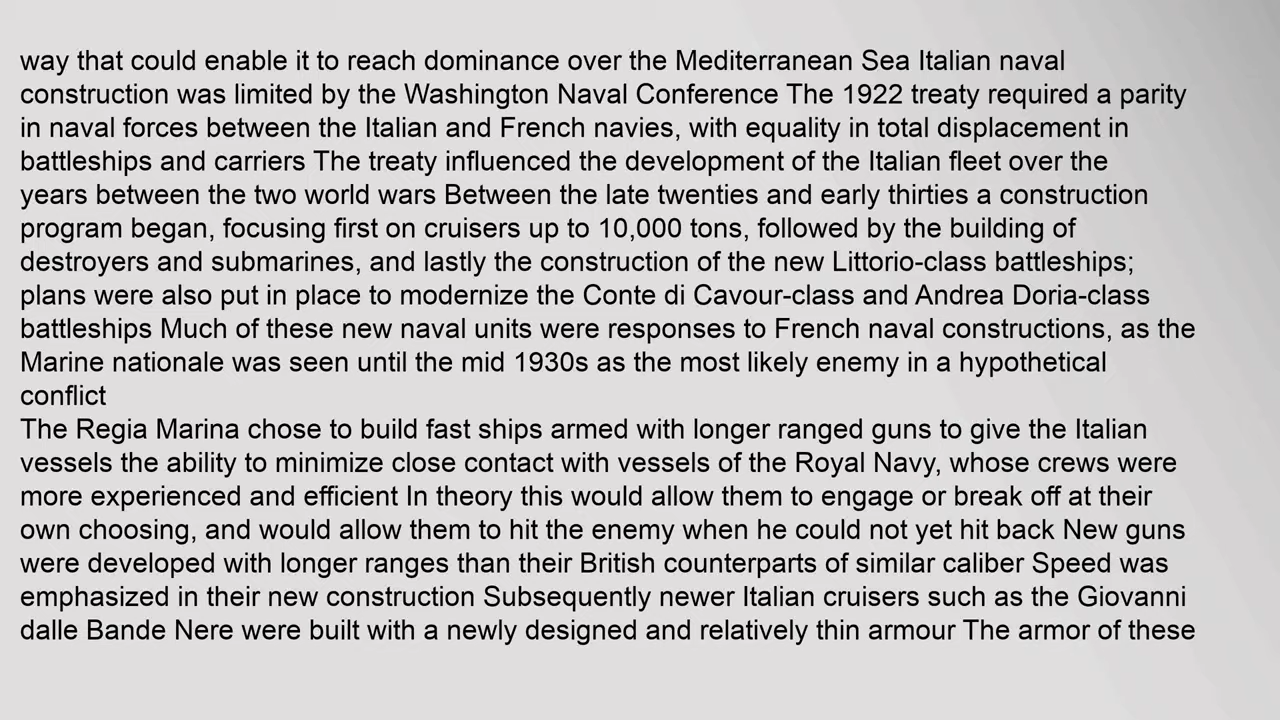 way that could enable it to reach dominance over the Mediterranean Sea Italian naval
construction was limited by the Washington Naval Conference The 1922 treaty required a parity
in naval forces between the Italian and French navies, with equality in total displacement in
battleships and carriers The treaty influenced the development of the Italian fleet over the
years between the two world wars Between the late twenties and early thirties a construction
program began, focusing first on cruisers up to 10,000 tons, followed by the building of
destroyers and submarines, and lastly the construction of the new Littorio-class battleships;
plans were also put in place to modernize the Conte di Cavour-class and Andrea Doria-class
battleships Much of these new naval units were responses to French naval constructions, as the
Marine nationale was seen until the mid 1930s as the most likely enemy in a hypothetical
conflict
The Regia Marina chose to build fast ships armed with longer ranged guns to give the Italian
vessels the ability to minimize close contact with vessels of the Royal Navy, whose crews were
more experienced and efficient In theory this would allow them to engage or break off at their
own choosing, and would allow them to hit the enemy when he could not yet hit back New guns
were developed with longer ranges than their British counterparts of similar caliber Speed was
emphasized in their new construction Subsequently newer Italian cruisers such as the Giovanni
dalle Bande Nere were built with a newly designed and relatively thin armour The armor of these